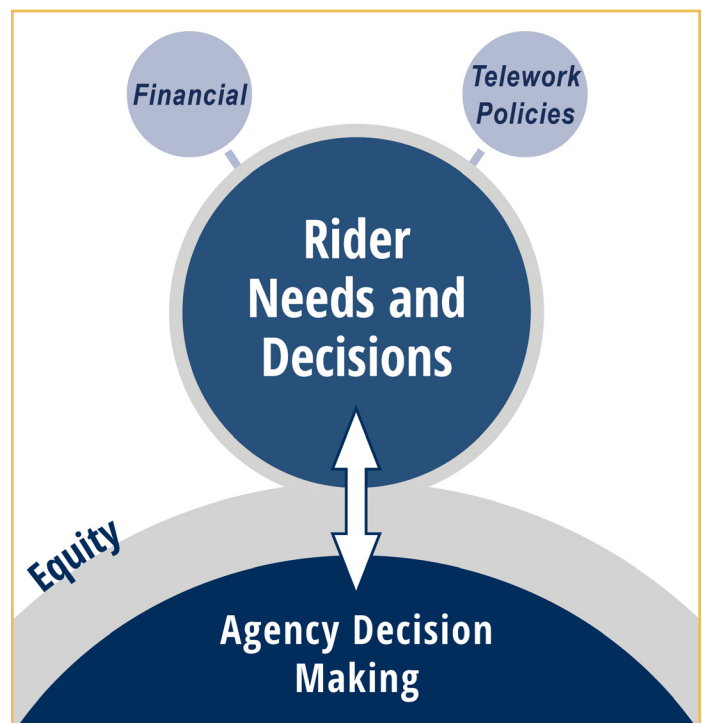 Financial
Telework
Policies
Rider
Needs and
Decisions
Equity
Agency Decision
Making